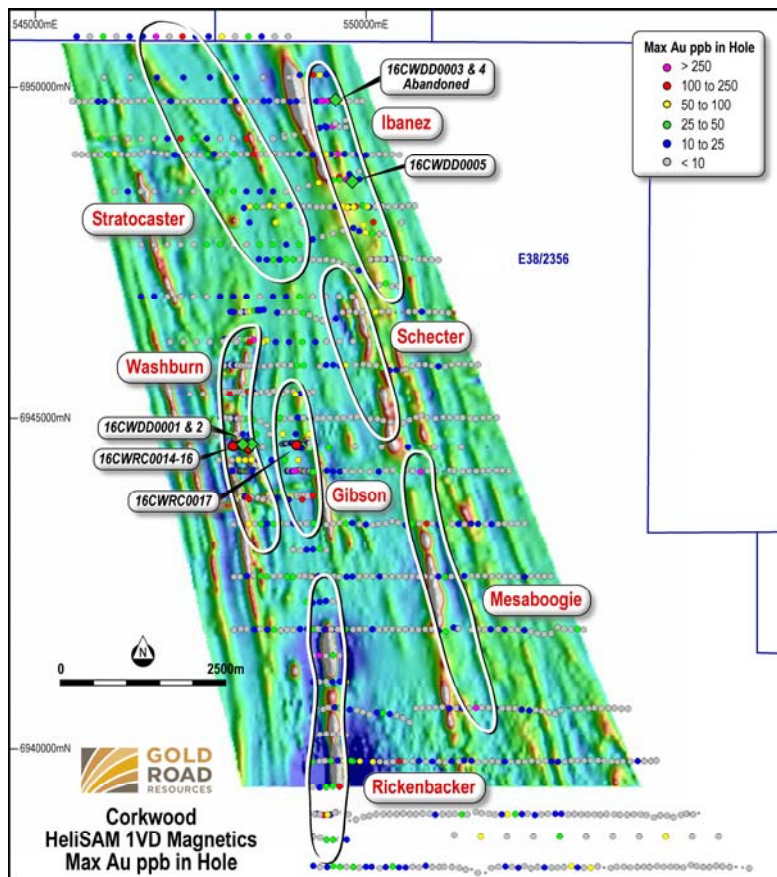 545000mE
550000mE
6950000mN
6945000mN
6940000mN
Max Au ppb in Hole
> 250
100 to 250
50 to 100
25 to 50
10 to 25
< 10
16CWDD0003 & 4
Abandoned
Ibanez
16CWDD0005
Stratocaster
E38/2356
Schecter
Washburn
16CWDD0001 & 2
16CWRC0014-16
16CWRC0017
Gibson
Mesaboogie
N
0
2500m
GOLD
ROAD
RESOURCES
Rickenbacker
Corkwood
HeliSAM 1VD Magnetics
Max Au ppb in Hole